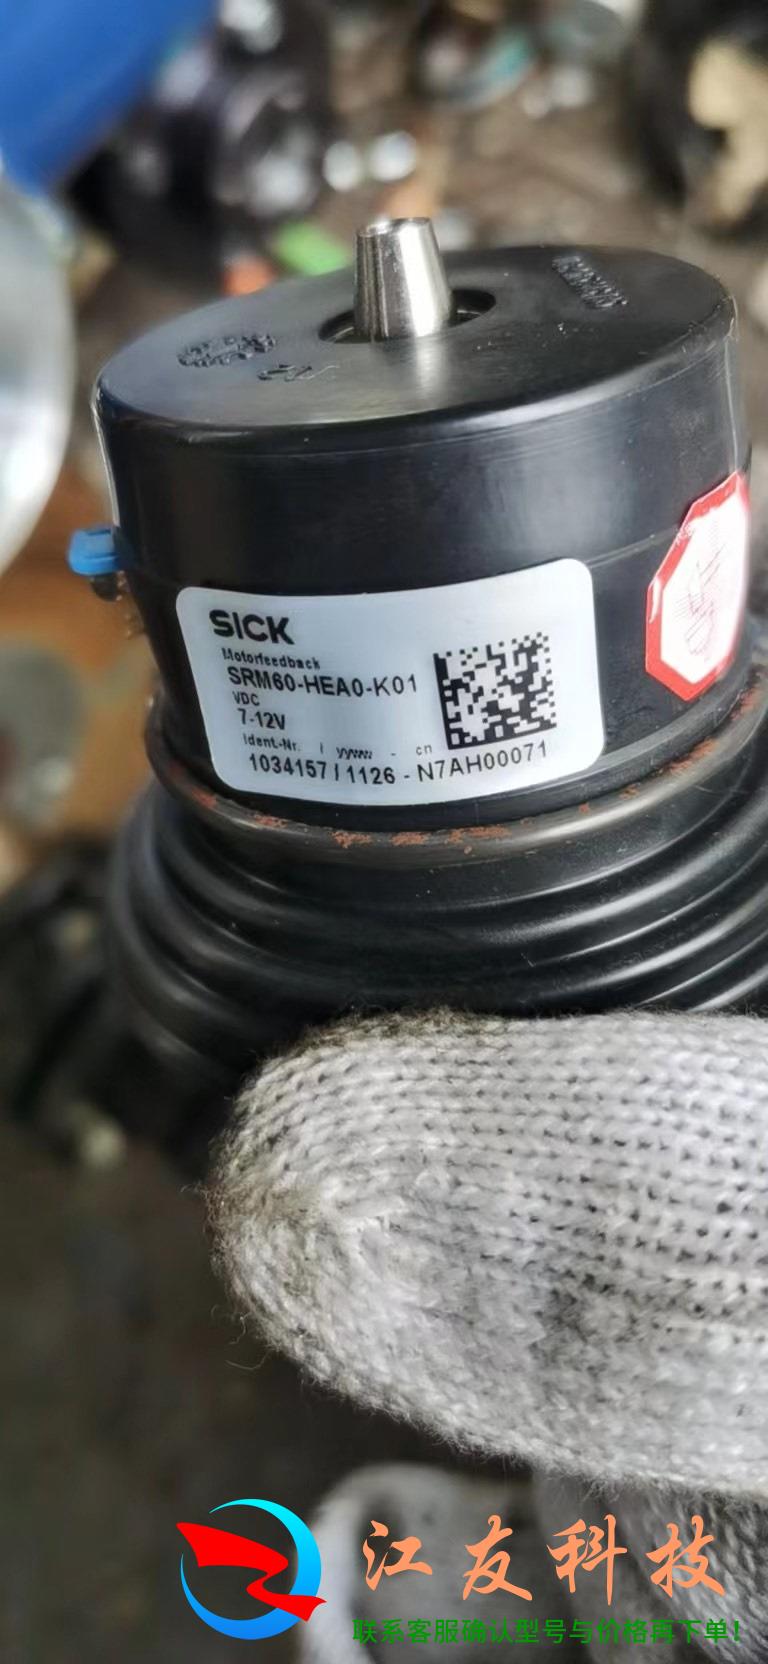 SICK
Motorfeedback
SRM60-HEA0-K01
VDC
7-12V
Ident.-Nr. | yyww - cn
1034157 / 1126 - N7AH00071
江友科技
联系客服确认型号与价格再下单!